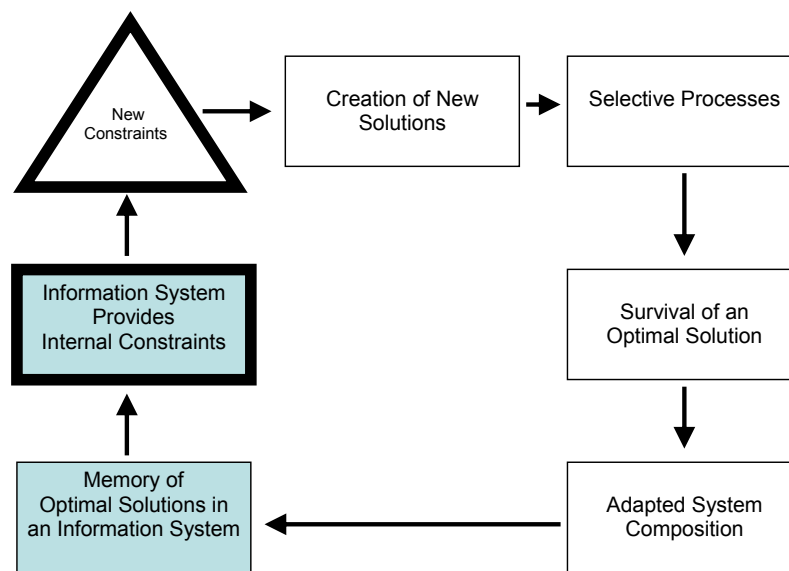 New
Constraints
Creation of New
Solutions
Selective Processes
Survival of an
Optimal Solution
Adapted System
Composition
Memory of
Optimal Solutions in
an Information System
Information System
Provides
Internal Constraints